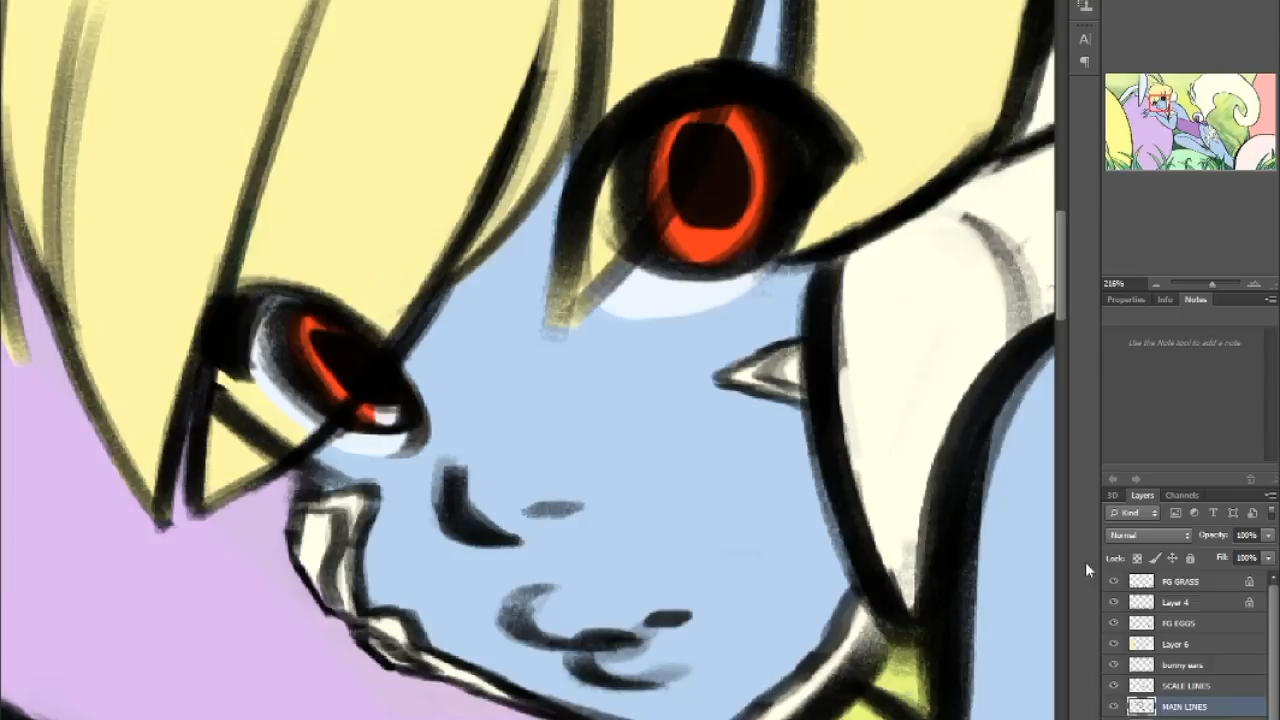 A
216%
Properties Info Notes
Use the Note tool to add a note
3D Layers Channels
Kind T
Normal Opacity: 100%
Lock: Fill: 100%
FG GRASS
Layer 4
FG EGGS
Layer 6
bunny ears
SCALE LINES
MAIN LINES